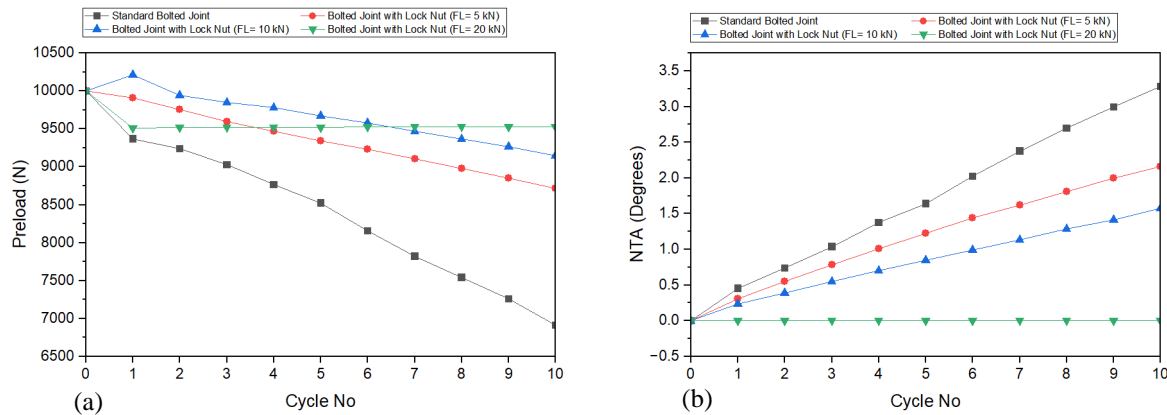 Standard Bolted Joint
Bolted Joint with Lock Nut (FL= 5 kN)
Bolted Joint with Lock Nut (FL= 10 kN)
Bolted Joint with Lock Nut (FL= 20 kN)
10500
10000
9500
9000
8500
8000
7500
7000
6500
Preload (N)
0 1 2 3 4 5 6 7 8 9 10
Cycle No
(a)
Standard Bolted Joint
Bolted Joint with Lock Nut (FL= 5 kN)
Bolted Joint with Lock Nut (FL= 10 kN)
Bolted Joint with Lock Nut (FL= 20 kN)
3.5
3.0
2.5
2.0
1.5
1.0
0.5
0.0
−0.5
NTA (Degrees)
0 1 2 3 4 5 6 7 8 9 10
Cycle No
(b)